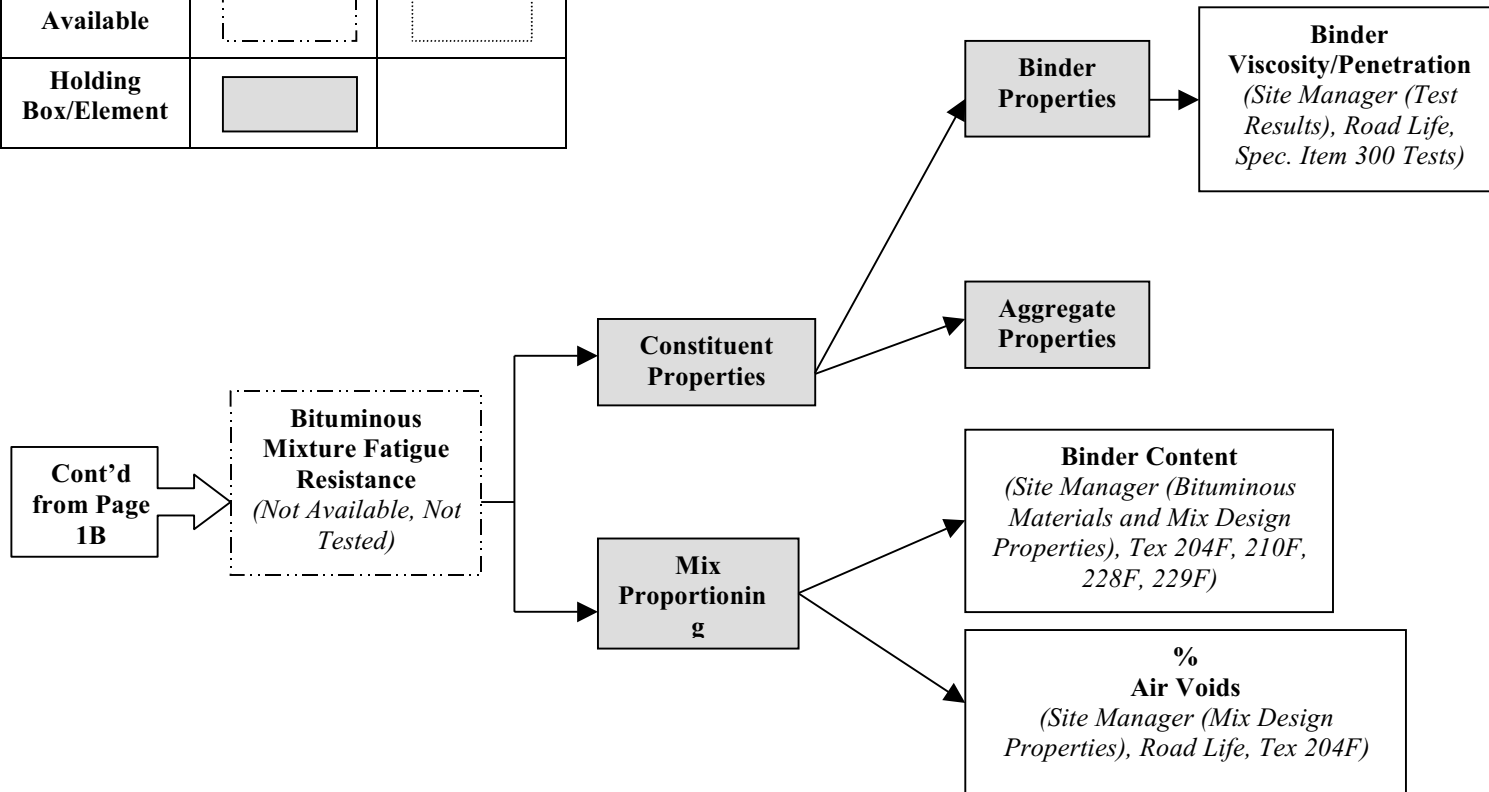 Available
Holding
Box/Element
Binder
Properties
Binder
Viscosity/Penetration
(Site Manager (Test
Results), Road Life,
Spec. Item 300 Tests)
Aggregate
Properties
Constituent
Properties
Cont'd
from Page
1B
Bituminous
Mixture Fatigue
Resistance
(Not Available, Not
Tested)
Mix
Proportionin
g
Binder Content
(Site Manager (Bituminous
Materials and Mix Design
Properties), Tex 204F, 210F,
228F, 229F)
%
Air Voids
(Site Manager (Mix Design
Properties), Road Life, Tex 204F)